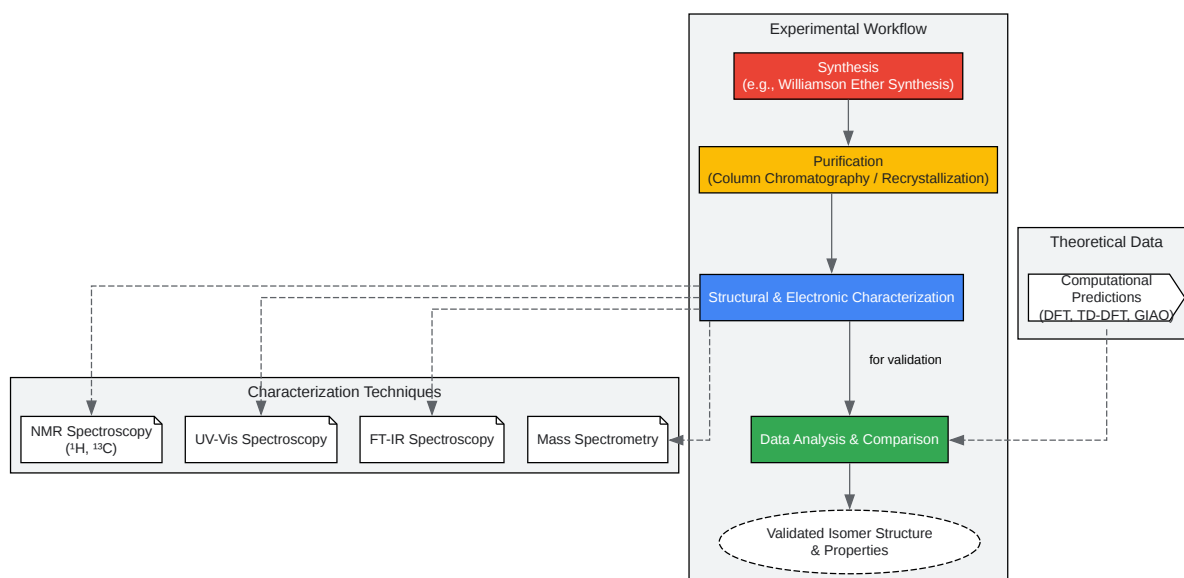 Experimental Workflow
Synthesis
(e.g., Williamson Ether Synthesis)
Purification
(Column Chromatography / Recrystallization)
Theoretical Data
Computational
Predictions
(DFT, TD-DFT, GIAO)
Structural & Electronic Characterization
for validation
Characterization Techniques
NMR Spectroscopy
(¹H, ¹³C)
UV-Vis Spectroscopy
FT-IR Spectroscopy
Mass Spectrometry
Data Analysis & Comparison
Validated Isomer Structure
& Properties